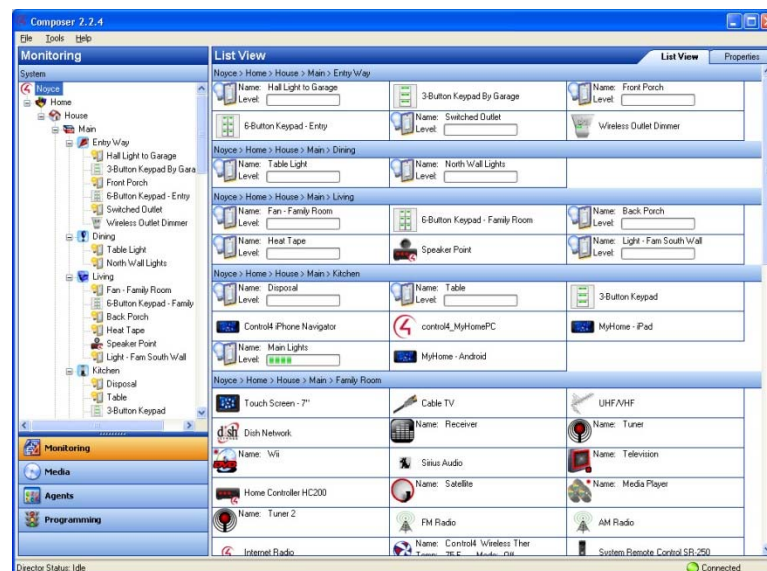 Composer 2.2.4
File Tools Help
Monitoring
System
Noyce
Home
House
Main
Entry Way
Hall Light to Garage
3-Button Keypad By Gara
Front Porch
6-Button Keypad - Entry
Switched Outlet
Wireless Outlet Dimmer
Dining
Table Light
North Wall Lights
Living
Fan - Family Room
6-Button Keypad - Family
Back Porch
Heat Tape
Speaker Point
Light - Fam South Wall
Kitchen
Disposal
Table
3-Button Keypad
Monitoring
Media
Agents
Programming
List View
List View Properties
Noyce > Home > House > Main > Entry Way
Name: Hall Light to Garage
Level:
3-Button Keypad By Garage
Name: Front Porch
Level:
6-Button Keypad - Entry
Name: Switched Outlet
Level:
Wireless Outlet Dimmer
Noyce > Home > House > Main > Dining
Name: Table Light
Level:
Name: North Wall Lights
Level:
Noyce > Home > House > Main > Living
Name: Fan - Family Room
Level:
6-Button Keypad - Family Room
Name: Back Porch
Level:
Name: Heat Tape
Level:
Speaker Point
Name: Light - Fam South Wall
Level:
Noyce > Home > House > Main > Kitchen
Name: Disposal
Level:
Name: Table
Level:
3-Button Keypad
Control4 iPhone Navigator
control4_MyHomePC
MyHome - iPad
Name: Main Lights
Level:
MyHome - Android
Noyce > Home > House > Main > Family Room
Touch Screen - 7"
Cable TV
UHF/VHF
dish Dish Network
Name: Receiver
Name: Tuner
Name: Wii
Sirius Audio
Name: Television
Home Controller HC200
Name: Satellite
Name: Media Player
Name: Tuner 2
FM Radio
AM Radio
Internet Radio
Name: Control4 Wireless Ther
Temp: 75 F Mode: Off
System Remote Control SR-250
Director Status: Idle
Connected